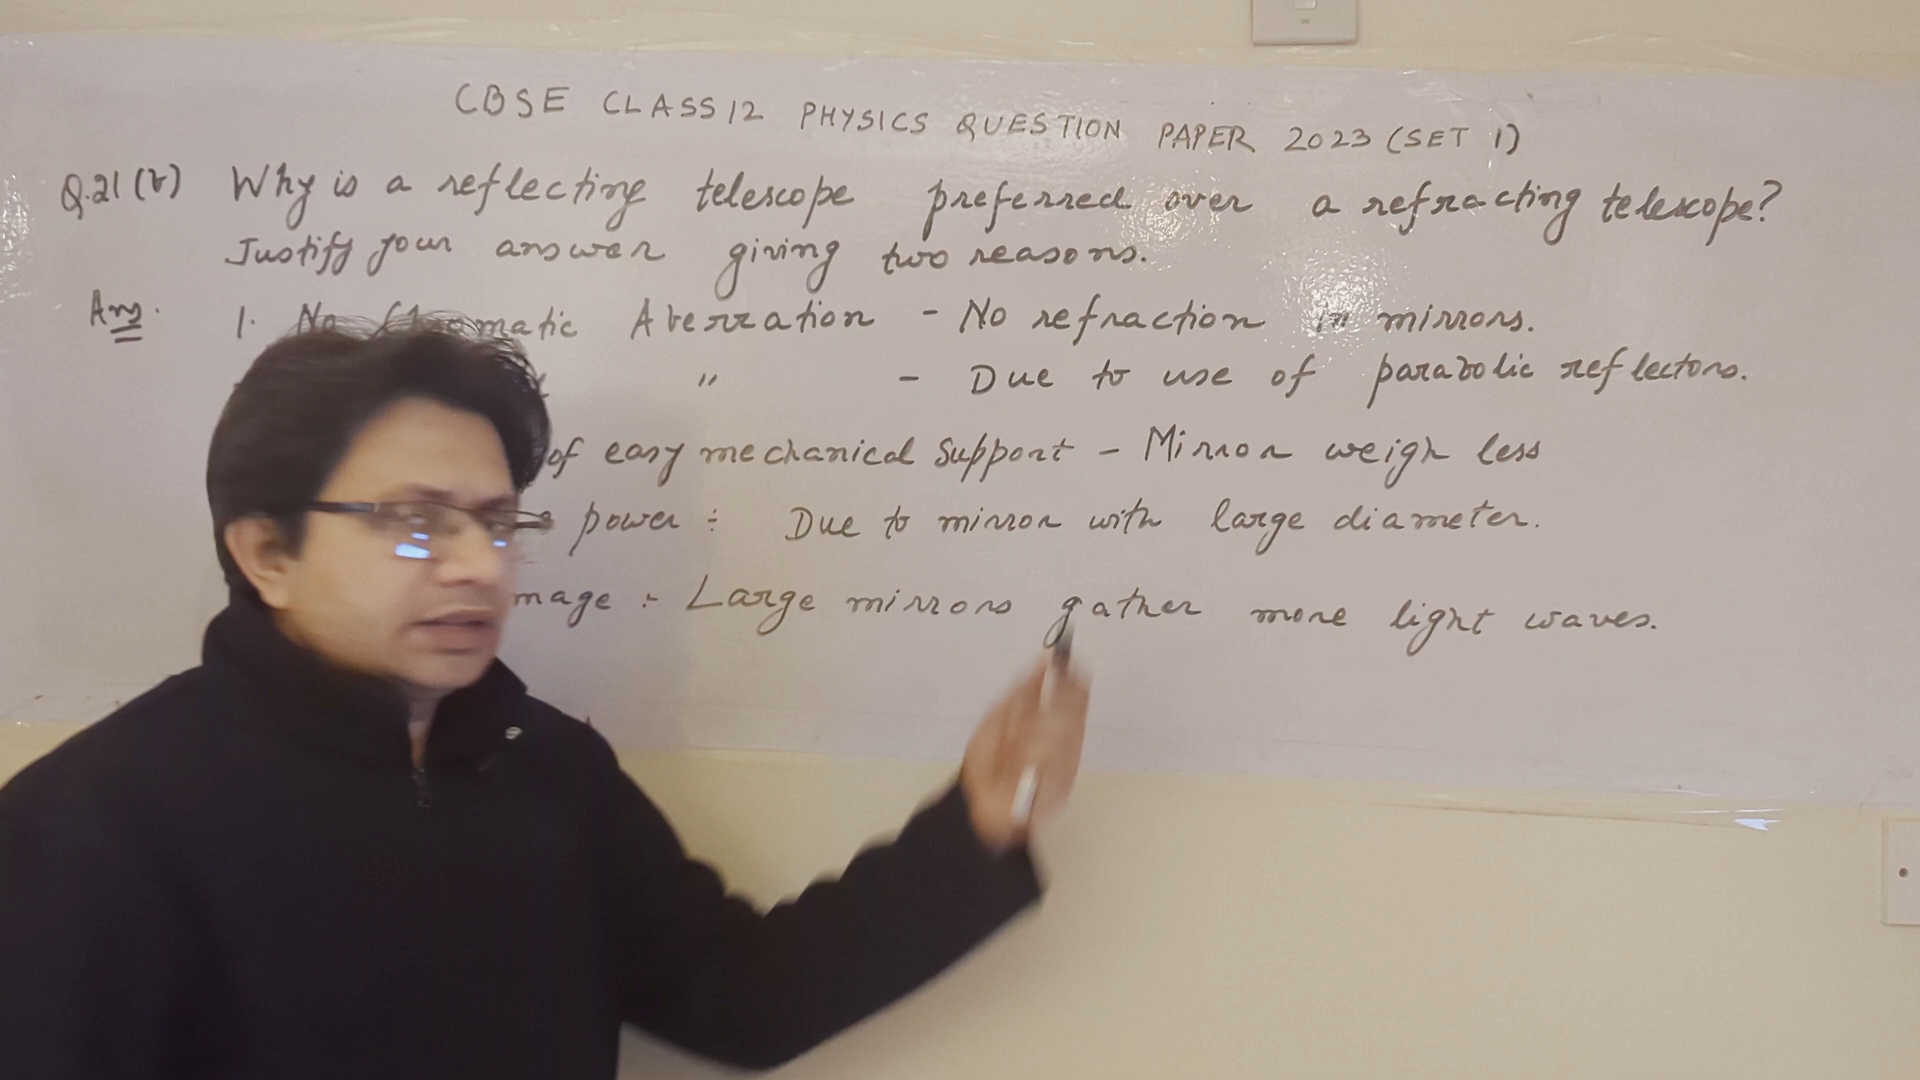 CBSE CLASS 12 PHYSICS QUESTION PAPER 2023 (SET 1)
Q.21 (b) Why is a reflecting telescope preferred over a refracting telescope?
Justify your answer giving two reasons.
Ans. 1. No Aberration - No refraction in mirrors.
" - Due to use of parabolic reflectors.
of easy mechanical support - Mirror weigh less
power : Due to mirror with large diameter.
: Large mirrors gather more light waves.